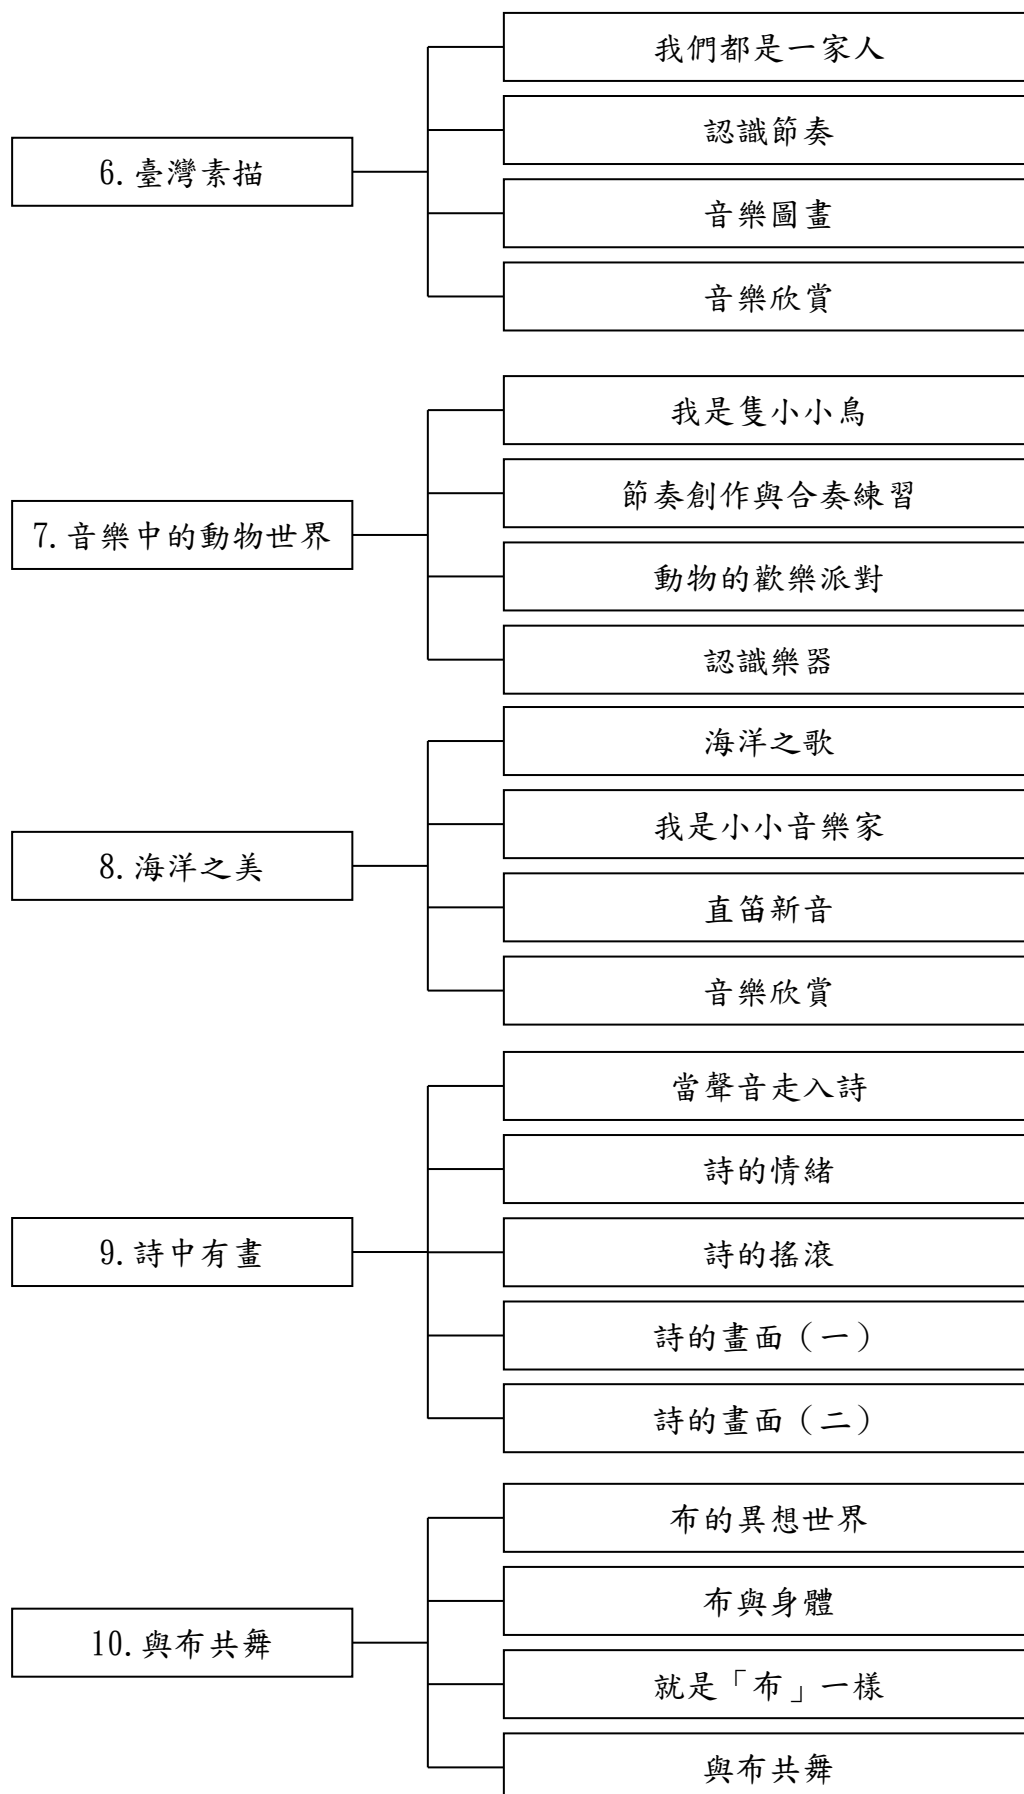 6.臺灣素描
我們都是一家人
認識節奏
音樂圖畫
音樂欣賞
7.音樂中的動物世界
我是隻小小鳥
節奏創作與合奏練習
動物的歡樂派對
認識樂器
8.海洋之美
海洋之歌
我是小小音樂家
直笛新音
音樂欣賞
9.詩中有畫
當聲音走入詩
詩的情緒
詩的搖滾
詩的畫面（一）
詩的畫面（二）
10.與布共舞
布的異想世界
布與身體
就是「布」一樣
與布共舞